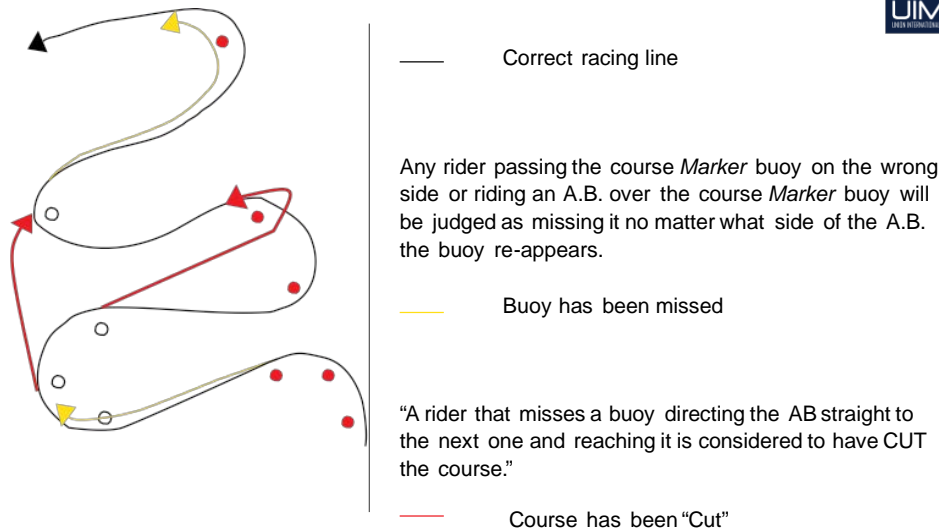 UIM
UNION INTERNATIONAL
Correct racing line
Any rider passing the course Marker buoy on the wrong
side or riding an A.B. over the course Marker buoy will
be judged as missing it no matter what side of the A.B.
the buoy re-appears.
Buoy has been missed
“A rider that misses a buoy directing the AB straight to
the next one and reaching it is considered to have CUT
the course.”
Course has been “Cut”